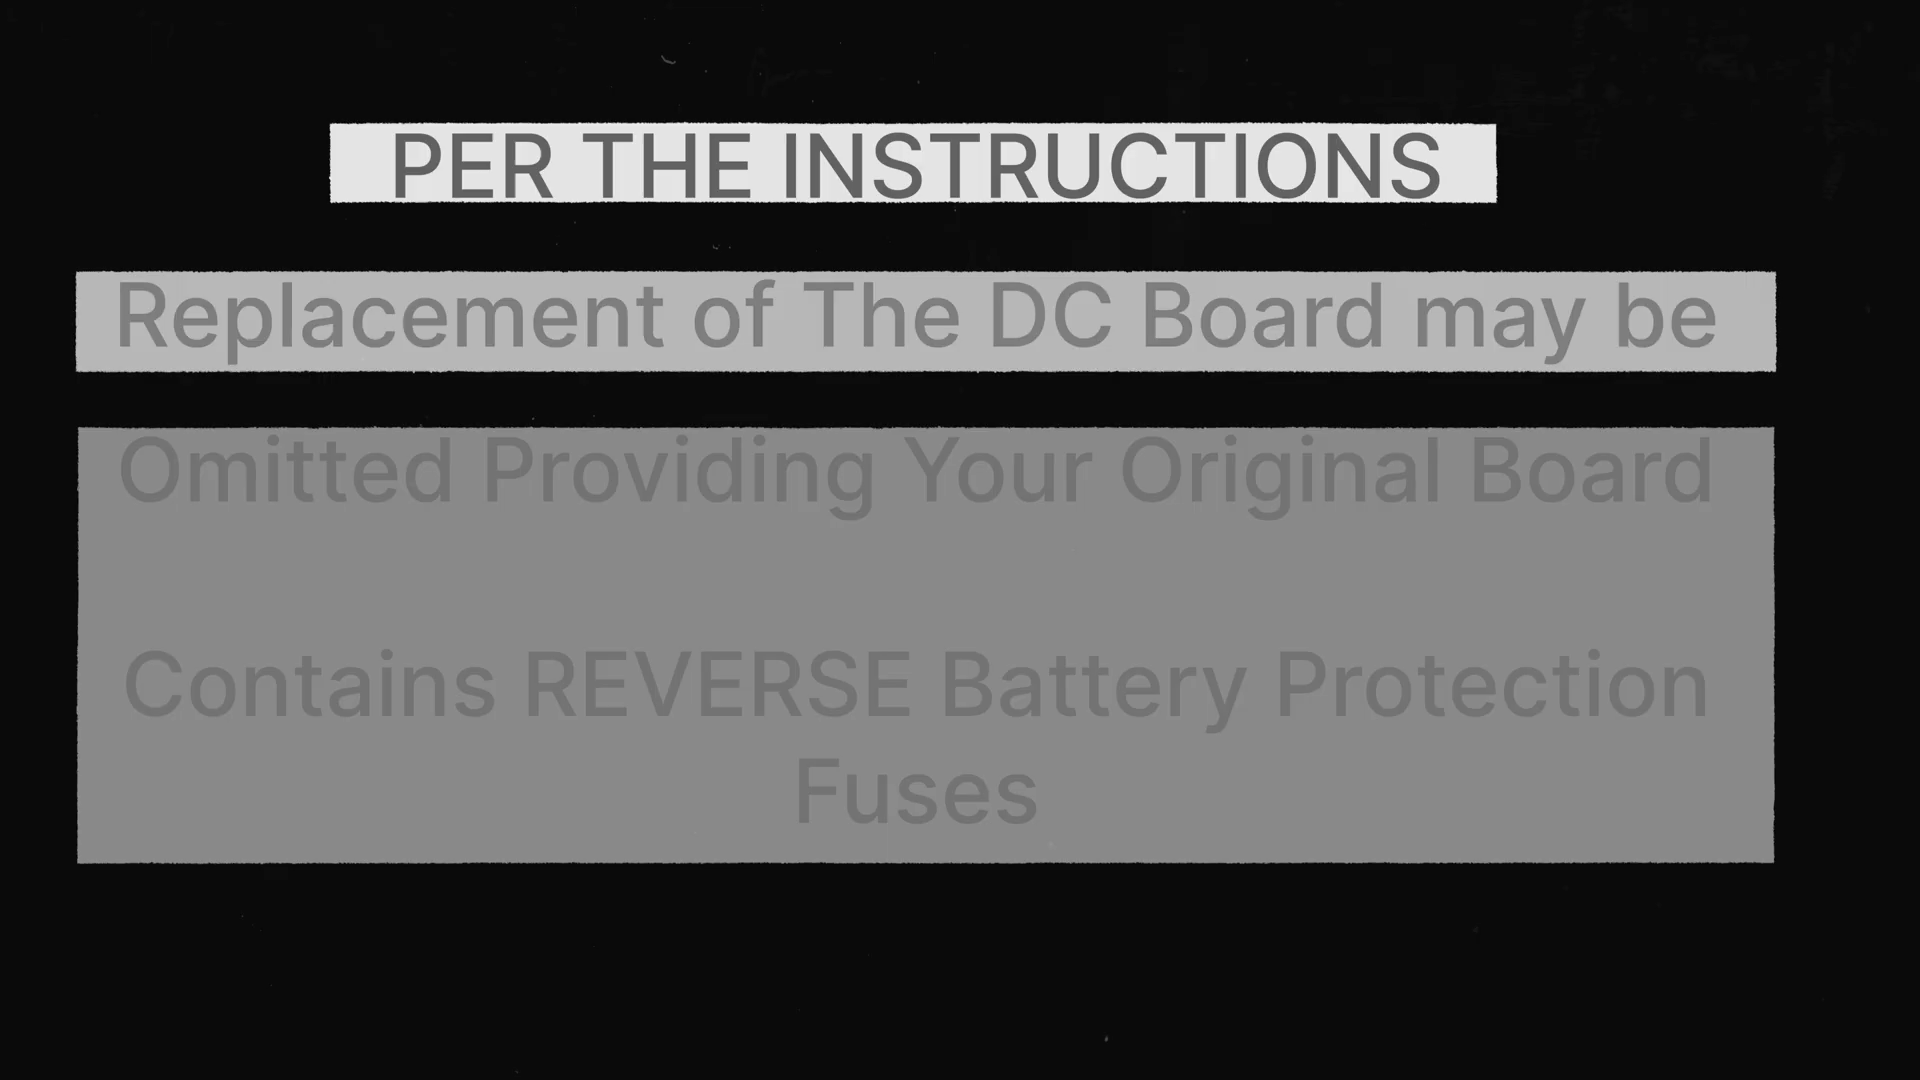 PER THE INSTRUCTIONS
Replacement of The DC Board may be
Omitted Providing Your Original Board
Contains REVERSE Battery Protection
Fuses